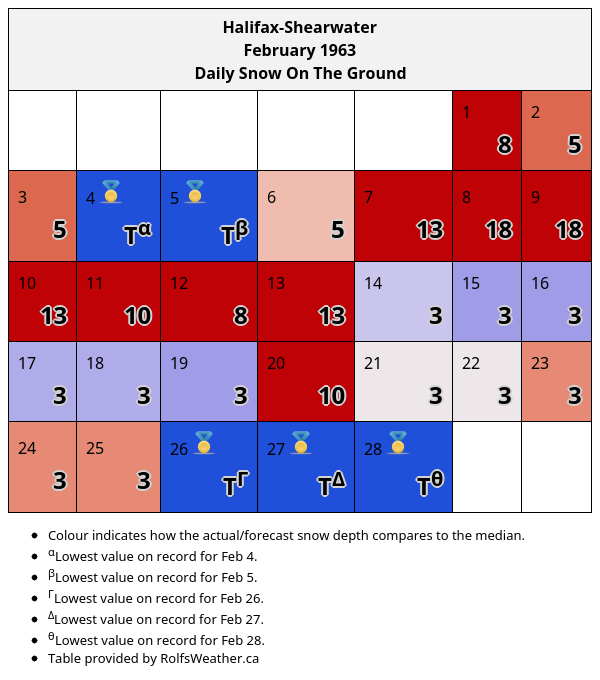 Halifax-Shearwater
February 1963
Daily Snow On The Ground
1 8 2 5
3 5 4 Tα 5 Tβ 6 5 7 13 8 18 9 18
10 13 11 10 12 8 13 13 14 3 15 3 16 3
17 3 18 3 19 3 20 10 21 3 22 3 23 3
24 3 25 3 26 TΓ 27 TΔ 28 Tθ
• Colour indicates how the actual/forecast snow depth compares to the median.
• αLowest value on record for Feb 4.
• βLowest value on record for Feb 5.
• ΓLowest value on record for Feb 26.
• ΔLowest value on record for Feb 27.
• θLowest value on record for Feb 28.
• Table provided by RolfsWeather.ca